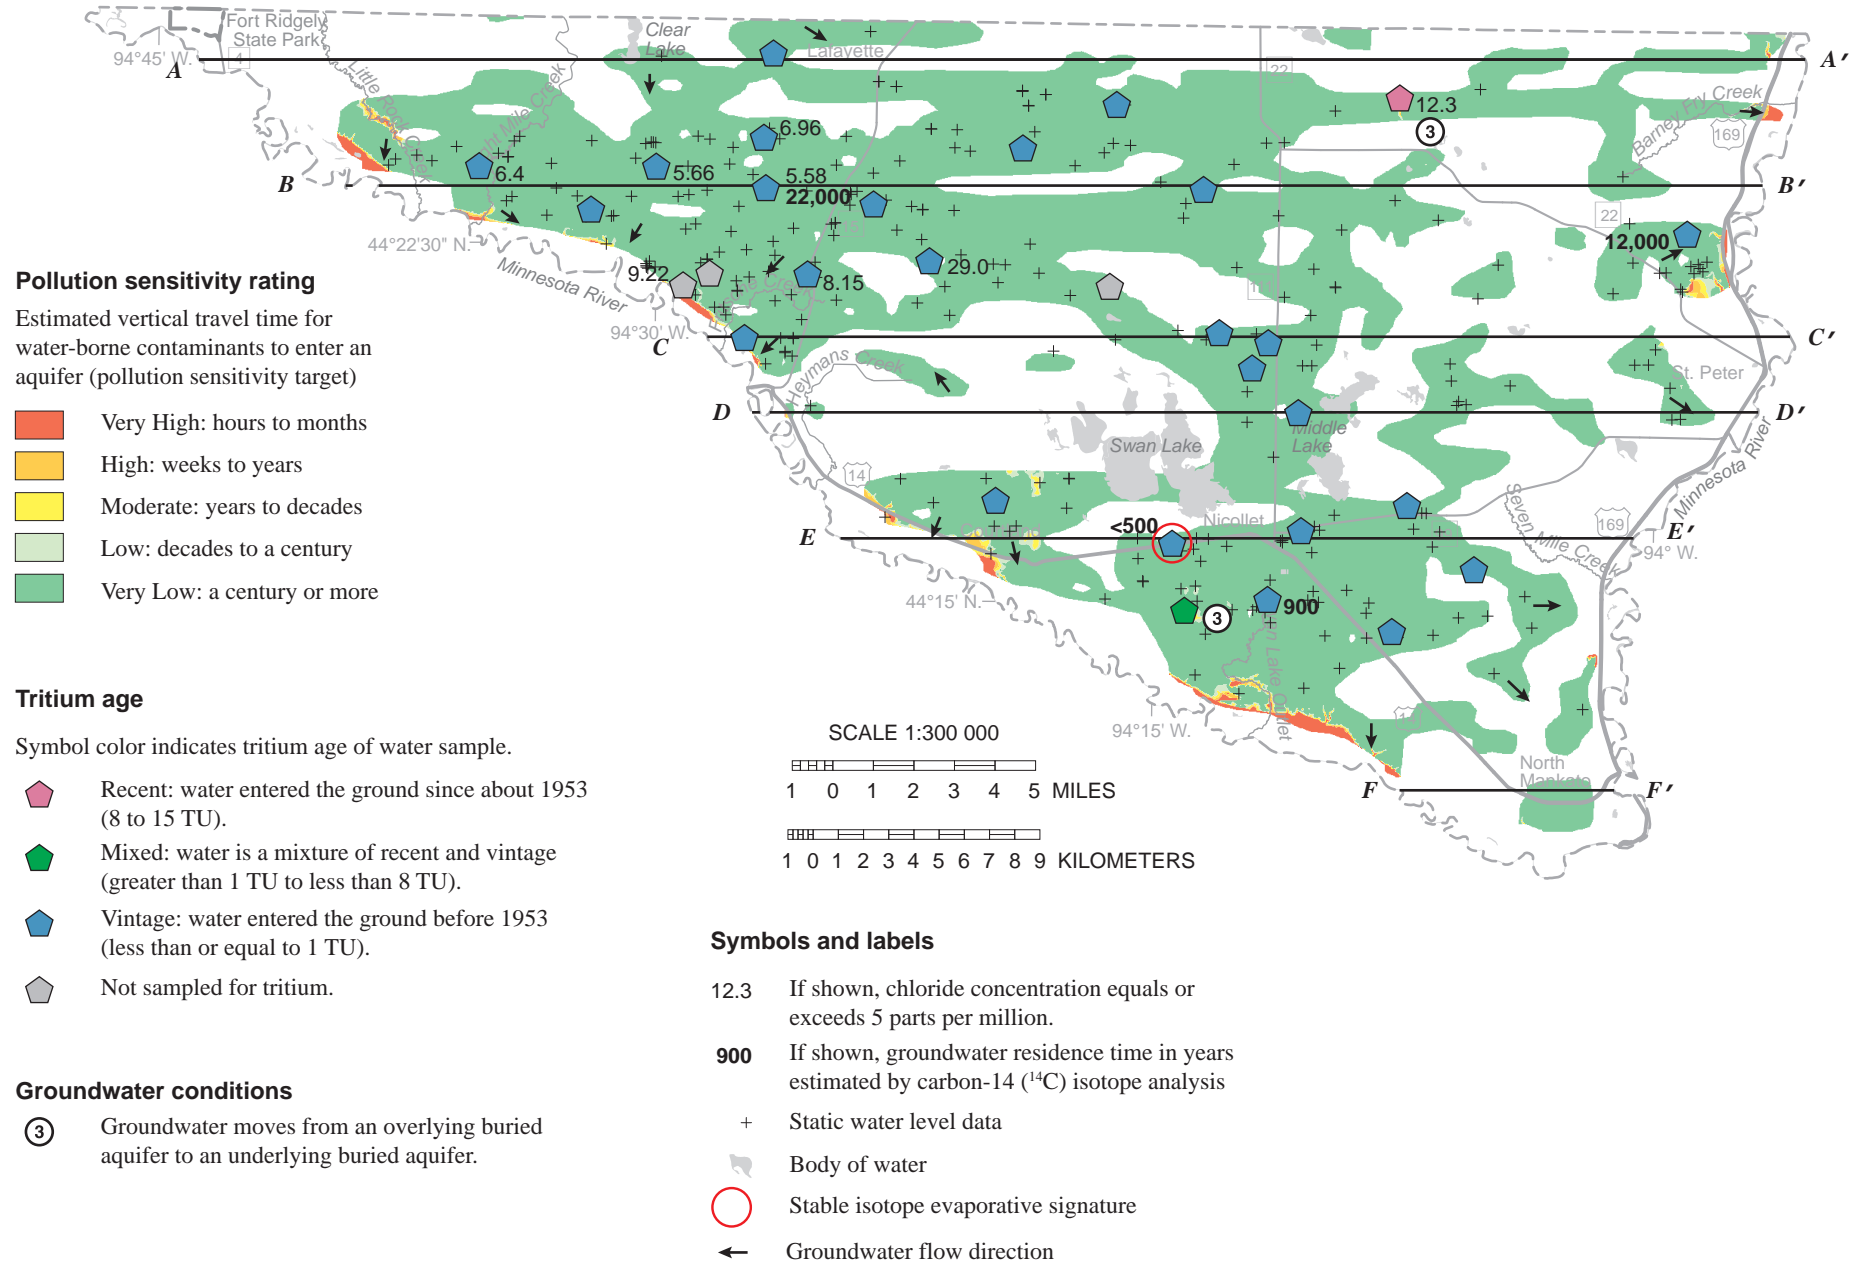 Fort Ridgely
State Park
94°45' W.
4
A
Little Rock Creek
Eight Mile Creek
Clear
Lake
Lafayette
22
A'
12.3
3
Barney Fry Creek
169
6.96
6.4
5.66
5.58
22,000
B
B'
15
22
12,000
44°22'30" N.
Minnesota River
9.22
8.15
29.0
111
94°30' W.
C
C'
Heymans Creek
St. Peter
D
D'
Swan Lake
Middle
Lake
Minnesota River
14
Seven Mile Creek
169
Nicollet
<500
E
E'
94° W.
44°15' N.
3
900
Swan Lake Outlet
94°15' W.
14
North
Mankato
F
F'
Pollution sensitivity rating
Estimated vertical travel time for
water-borne contaminants to enter an
aquifer (pollution sensitivity target)
Very High: hours to months
High: weeks to years
Moderate: years to decades
Low: decades to a century
Very Low: a century or more
Tritium age
Symbol color indicates tritium age of water sample.
Recent: water entered the ground since about 1953
(8 to 15 TU).
Mixed: water is a mixture of recent and vintage
(greater than 1 TU to less than 8 TU).
Vintage: water entered the ground before 1953
(less than or equal to 1 TU).
Not sampled for tritium.
Groundwater conditions
3
Groundwater moves from an overlying buried
aquifer to an underlying buried aquifer.
SCALE 1:300 000
1 0 1 2 3 4 5 MILES
1 0 1 2 3 4 5 6 7 8 9 KILOMETERS
Symbols and labels
12.3 If shown, chloride concentration equals or
exceeds 5 parts per million.
900 If shown, groundwater residence time in years
estimated by carbon-14 (¹⁴C) isotope analysis
+ Static water level data
Body of water
Stable isotope evaporative signature
Groundwater flow direction